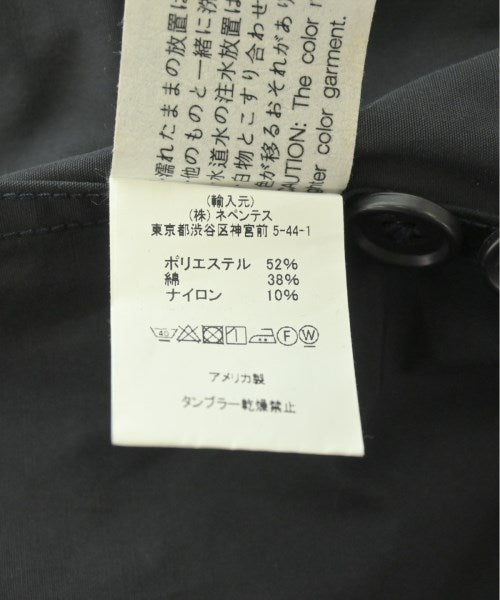 濡れたままの放置は
他のものと一緒に洗
水道水の注水放置は
白物とこすり合わせ
色が移るおそれがあり
CAUTION: The color m
ghter color garment.
(輸入元)
(株) ネペンテス
東京都渋谷区神宮前 5-44-1
ポリエステル 52%
綿 38%
ナイロン 10%
40 F W
アメリカ製
タンブラー乾燥禁止